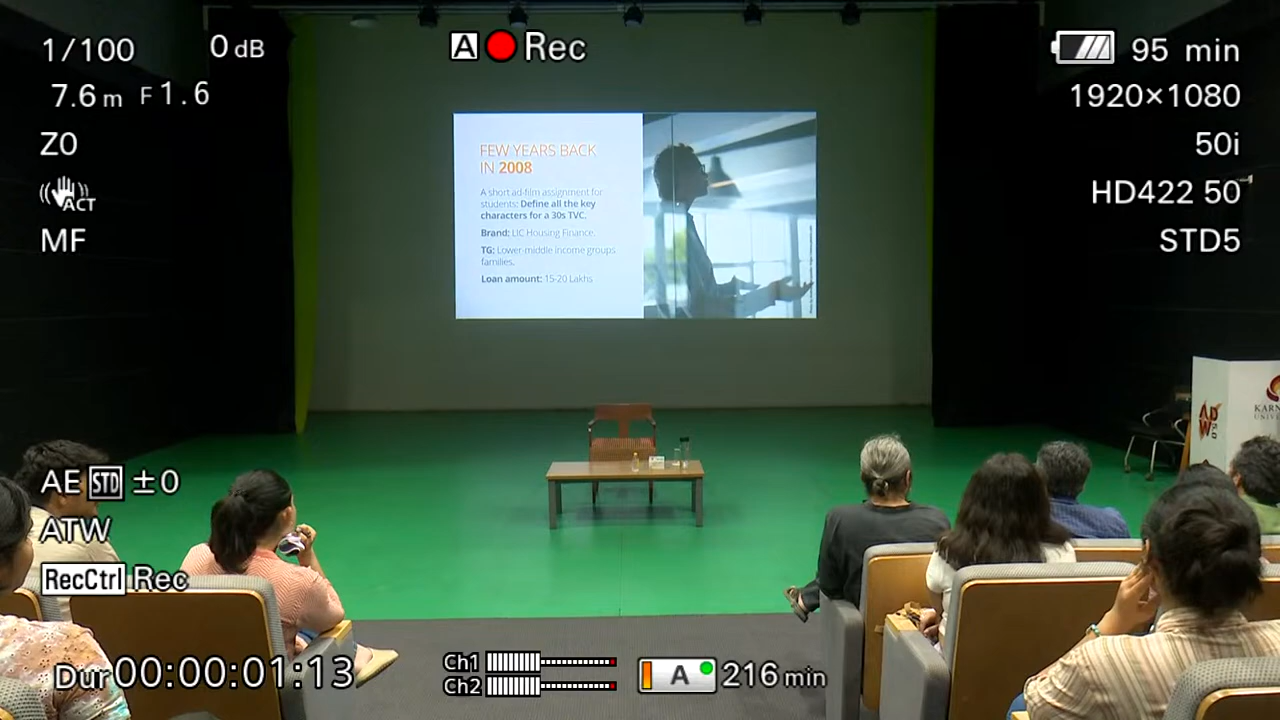 1/100
0 dB
A Rec
95 min
7.6 m F 1.6
1920×1080
Z0
50i
ACT
HD422 50
MF
STD5
FEW YEARS BACK
IN 2008
A short ad-film assignment for
students: Define all the key
characters for a 30s TVC.
Brand: LIC Housing Finance.
TG: Lower-middle income groups
families.
Loan amount: 15-20 Lakhs
AE STD ±0
ATW
RecCtrl Rec
Dur 00:00:01:13
Ch1
Ch2
A 216 min